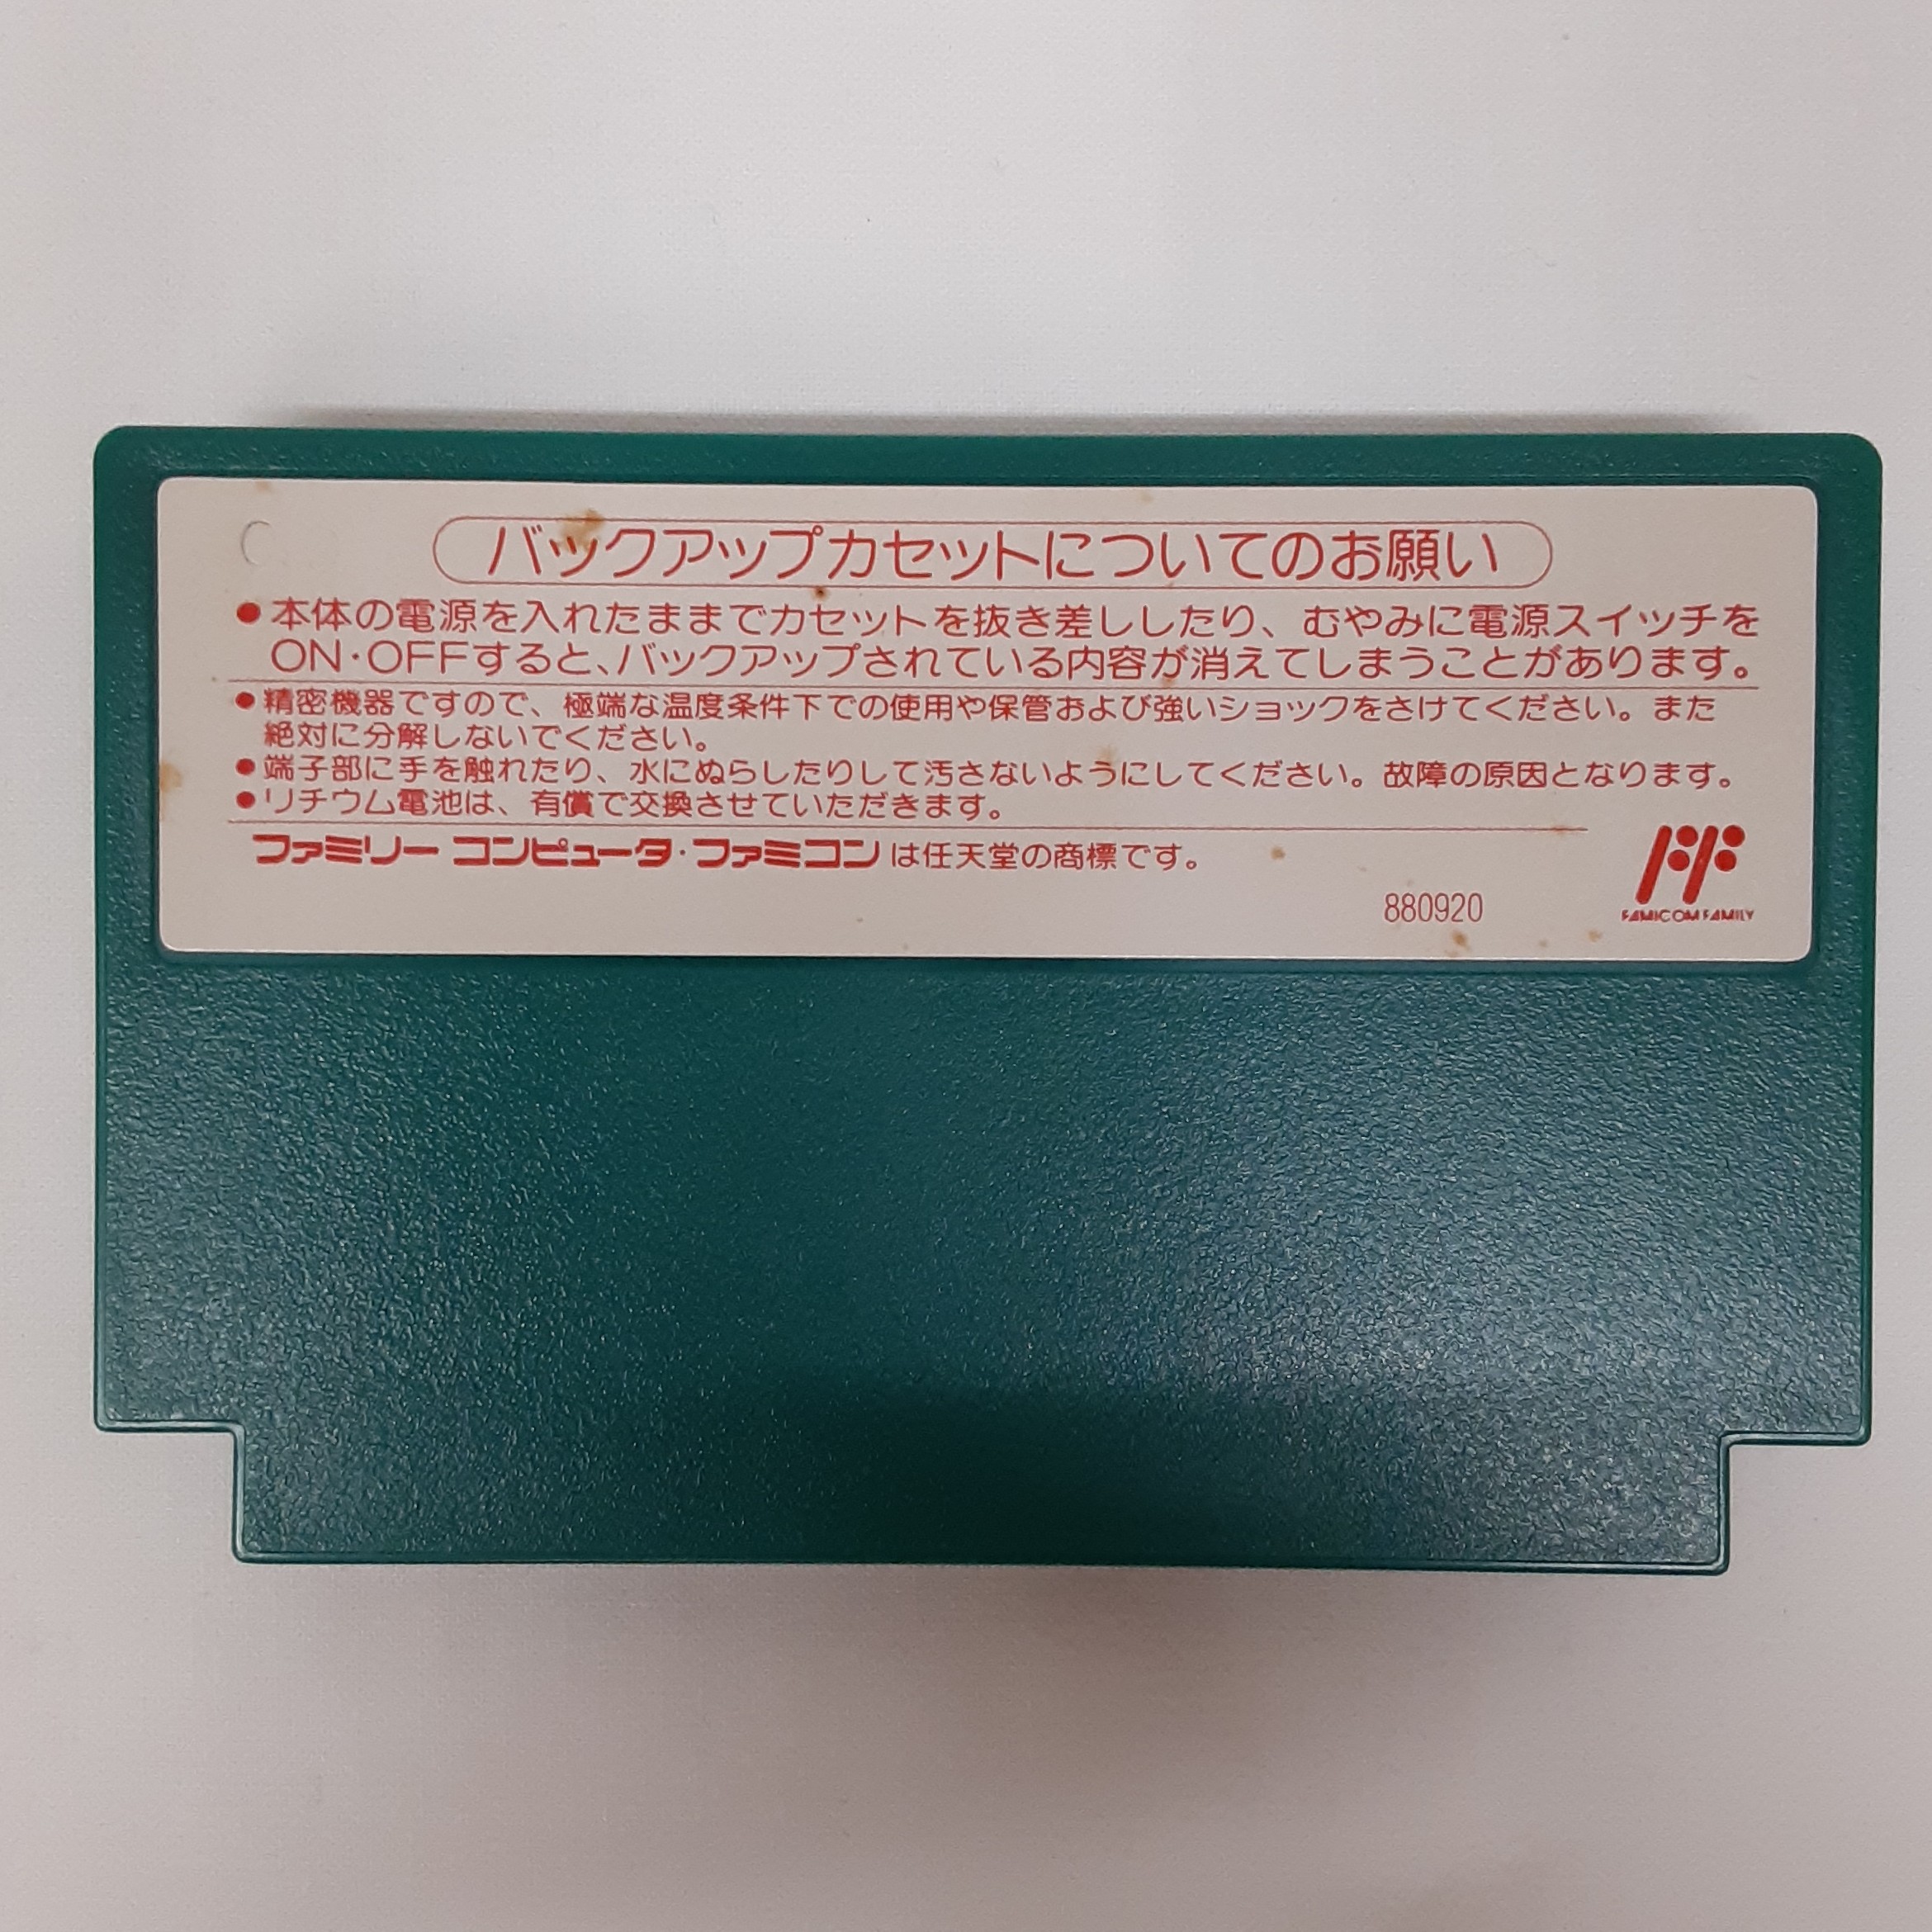 バックアップカセットについてのお願い
●本体の電源を入れたままでカセットを抜き差ししたり、むやみに電源スイッチを
ON·OFFすると、バックアップされている内容が消えてしまうことがあります。
●精密機器ですので、極端な温度条件下での使用や保管および強いショックをさけてください。また
絶対に分解しないでください。
●端子部に手を触れたり、水にぬらしたりして汚さないようにしてください。故障の原因となります。
●リチウム電池は、有償で交換させていただきます。
ファミリー コンピュータ·ファミコン は任天堂の商標です。
880920
FAMICOM FAMILY